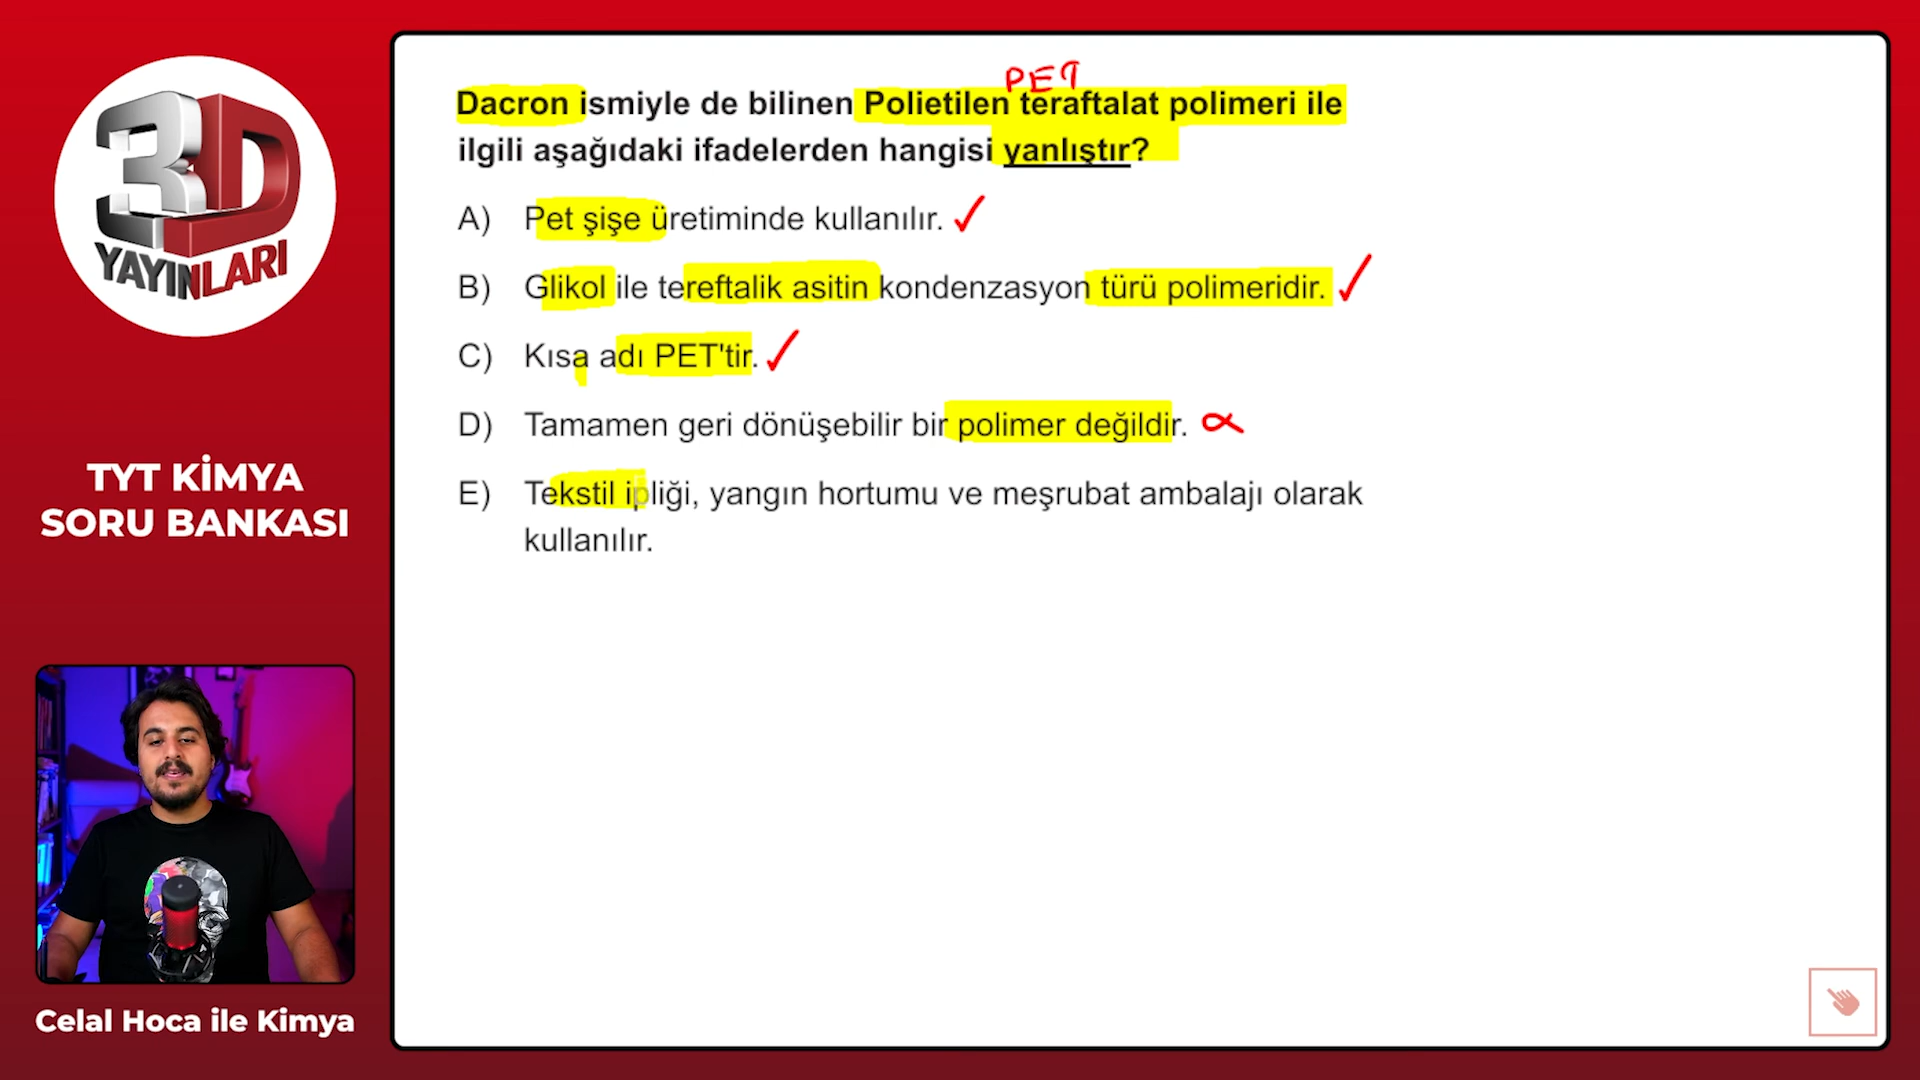 3D
YAYINLARI
TYT KİMYA
SORU BANKASI
Celal Hoca ile Kimya
PET
Dacron ismiyle de bilinen Polietilen teraftalat polimeri ile
ilgili aşağıdaki ifadelerden hangisi yanlıştır?
A) Pet şişe üretiminde kullanılır.
B) Glikol ile tereftalik asitin kondenzasyon türü polimeridir.
C) Kısa adı PET'tir.
D) Tamamen geri dönüşebilir bir polimer değildir.
E) Tekstil ipliği, yangın hortumu ve meşrubat ambalajı olarak
kullanılır.